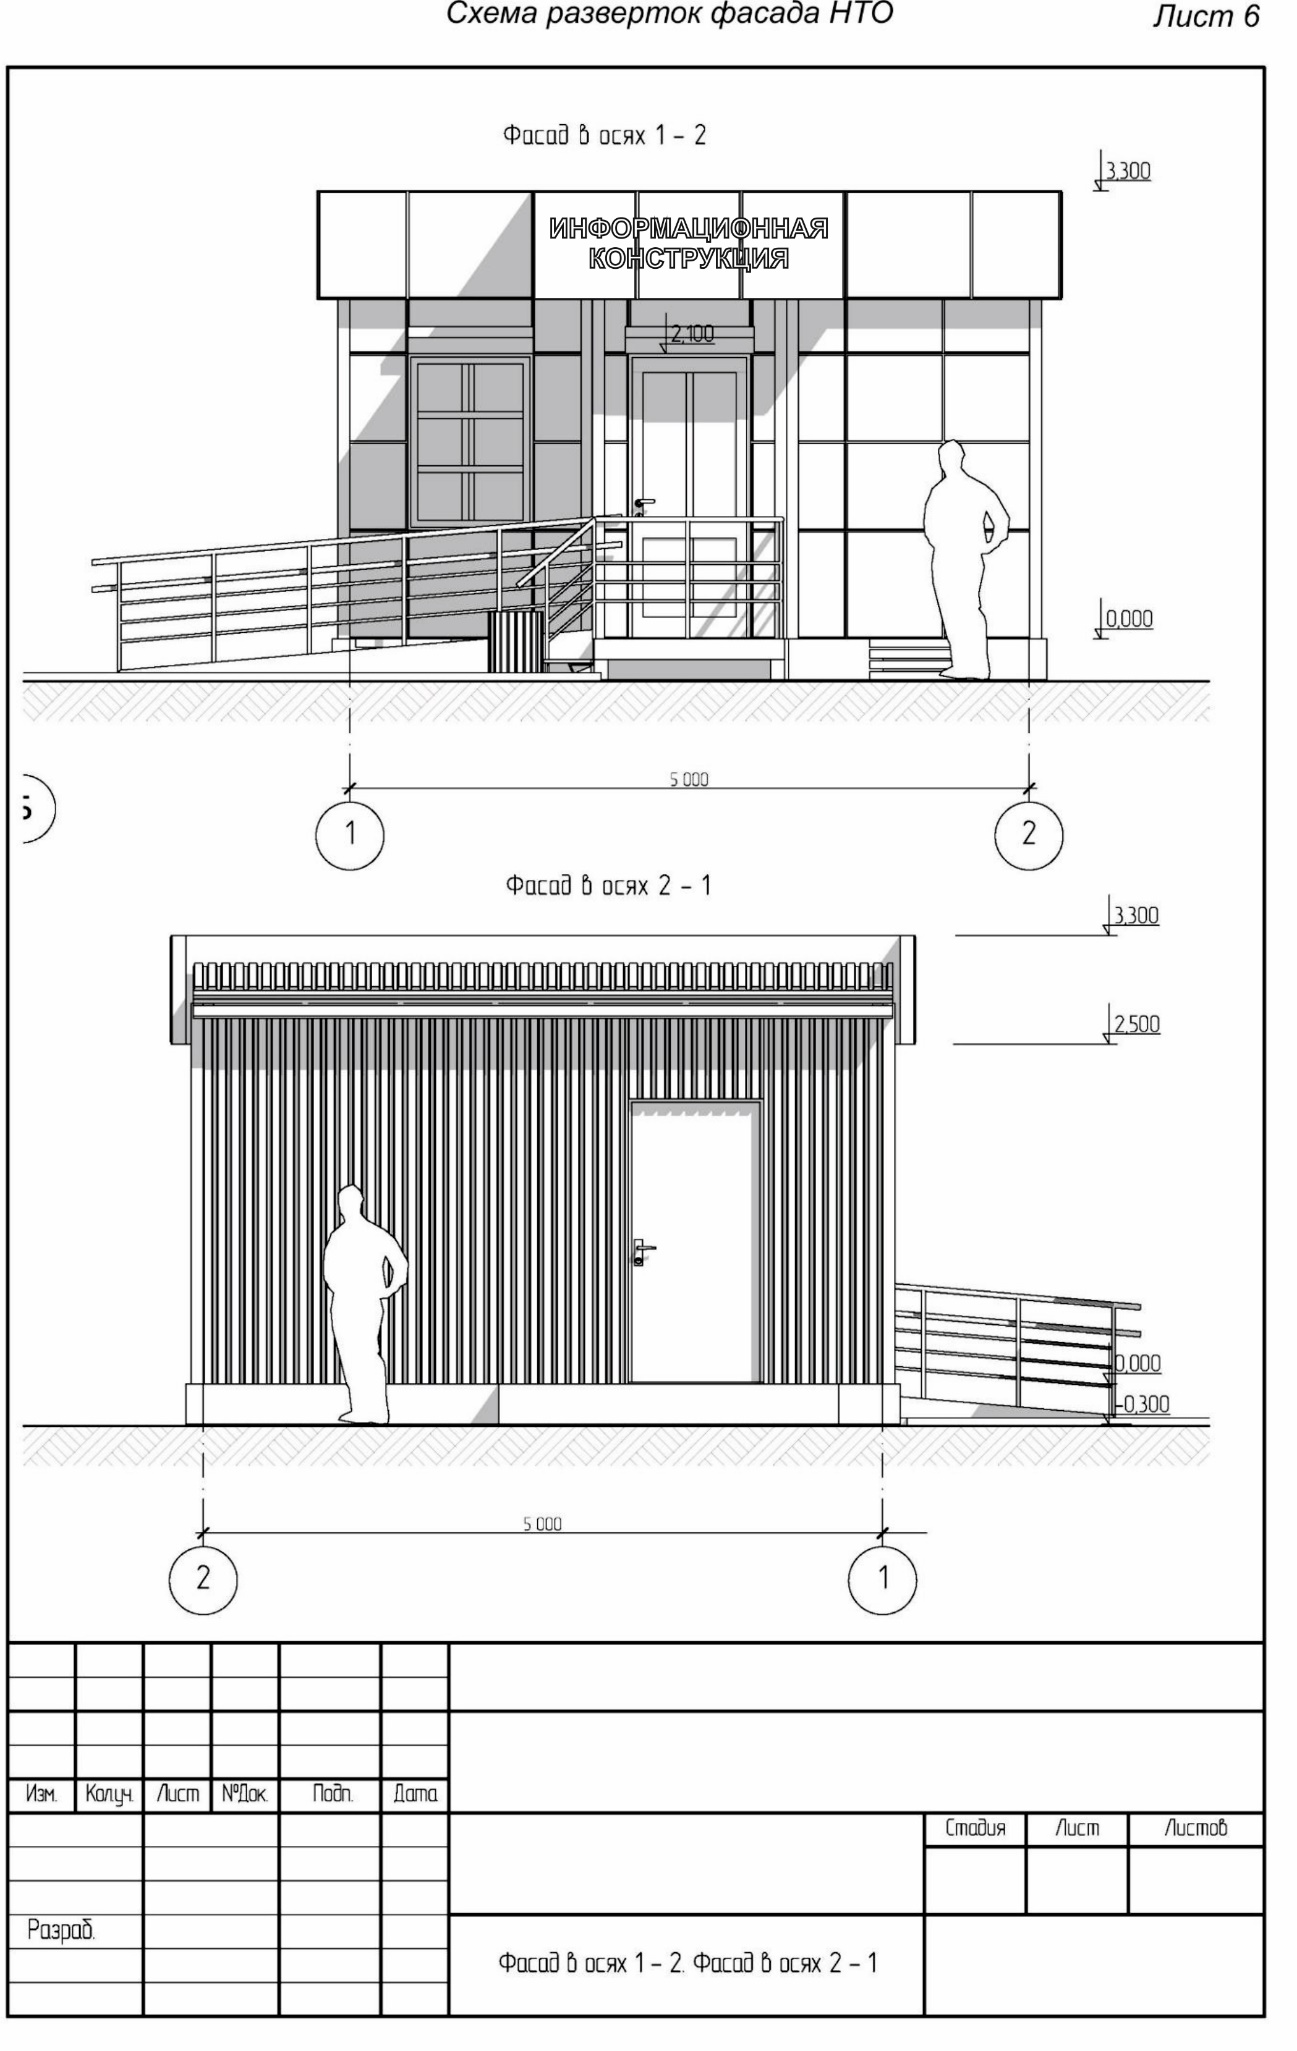 Схема разверток фасада НТО
Лист 6
Фасад в осях 1 – 2
3,300
ИНФОРМАЦИОННАЯ
КОНСТРУКЦИЯ
2,100
0,000
5 000
1
2
Фасад в осях 2 – 1
3,300
2,500
0,000
-0,300
5 000
2
1
Изм. Кол.уч. Лист №Док. Подп. Дата
Стадия Лист Листов
Разраб.
Фасад в осях 1 – 2. Фасад в осях 2 – 1